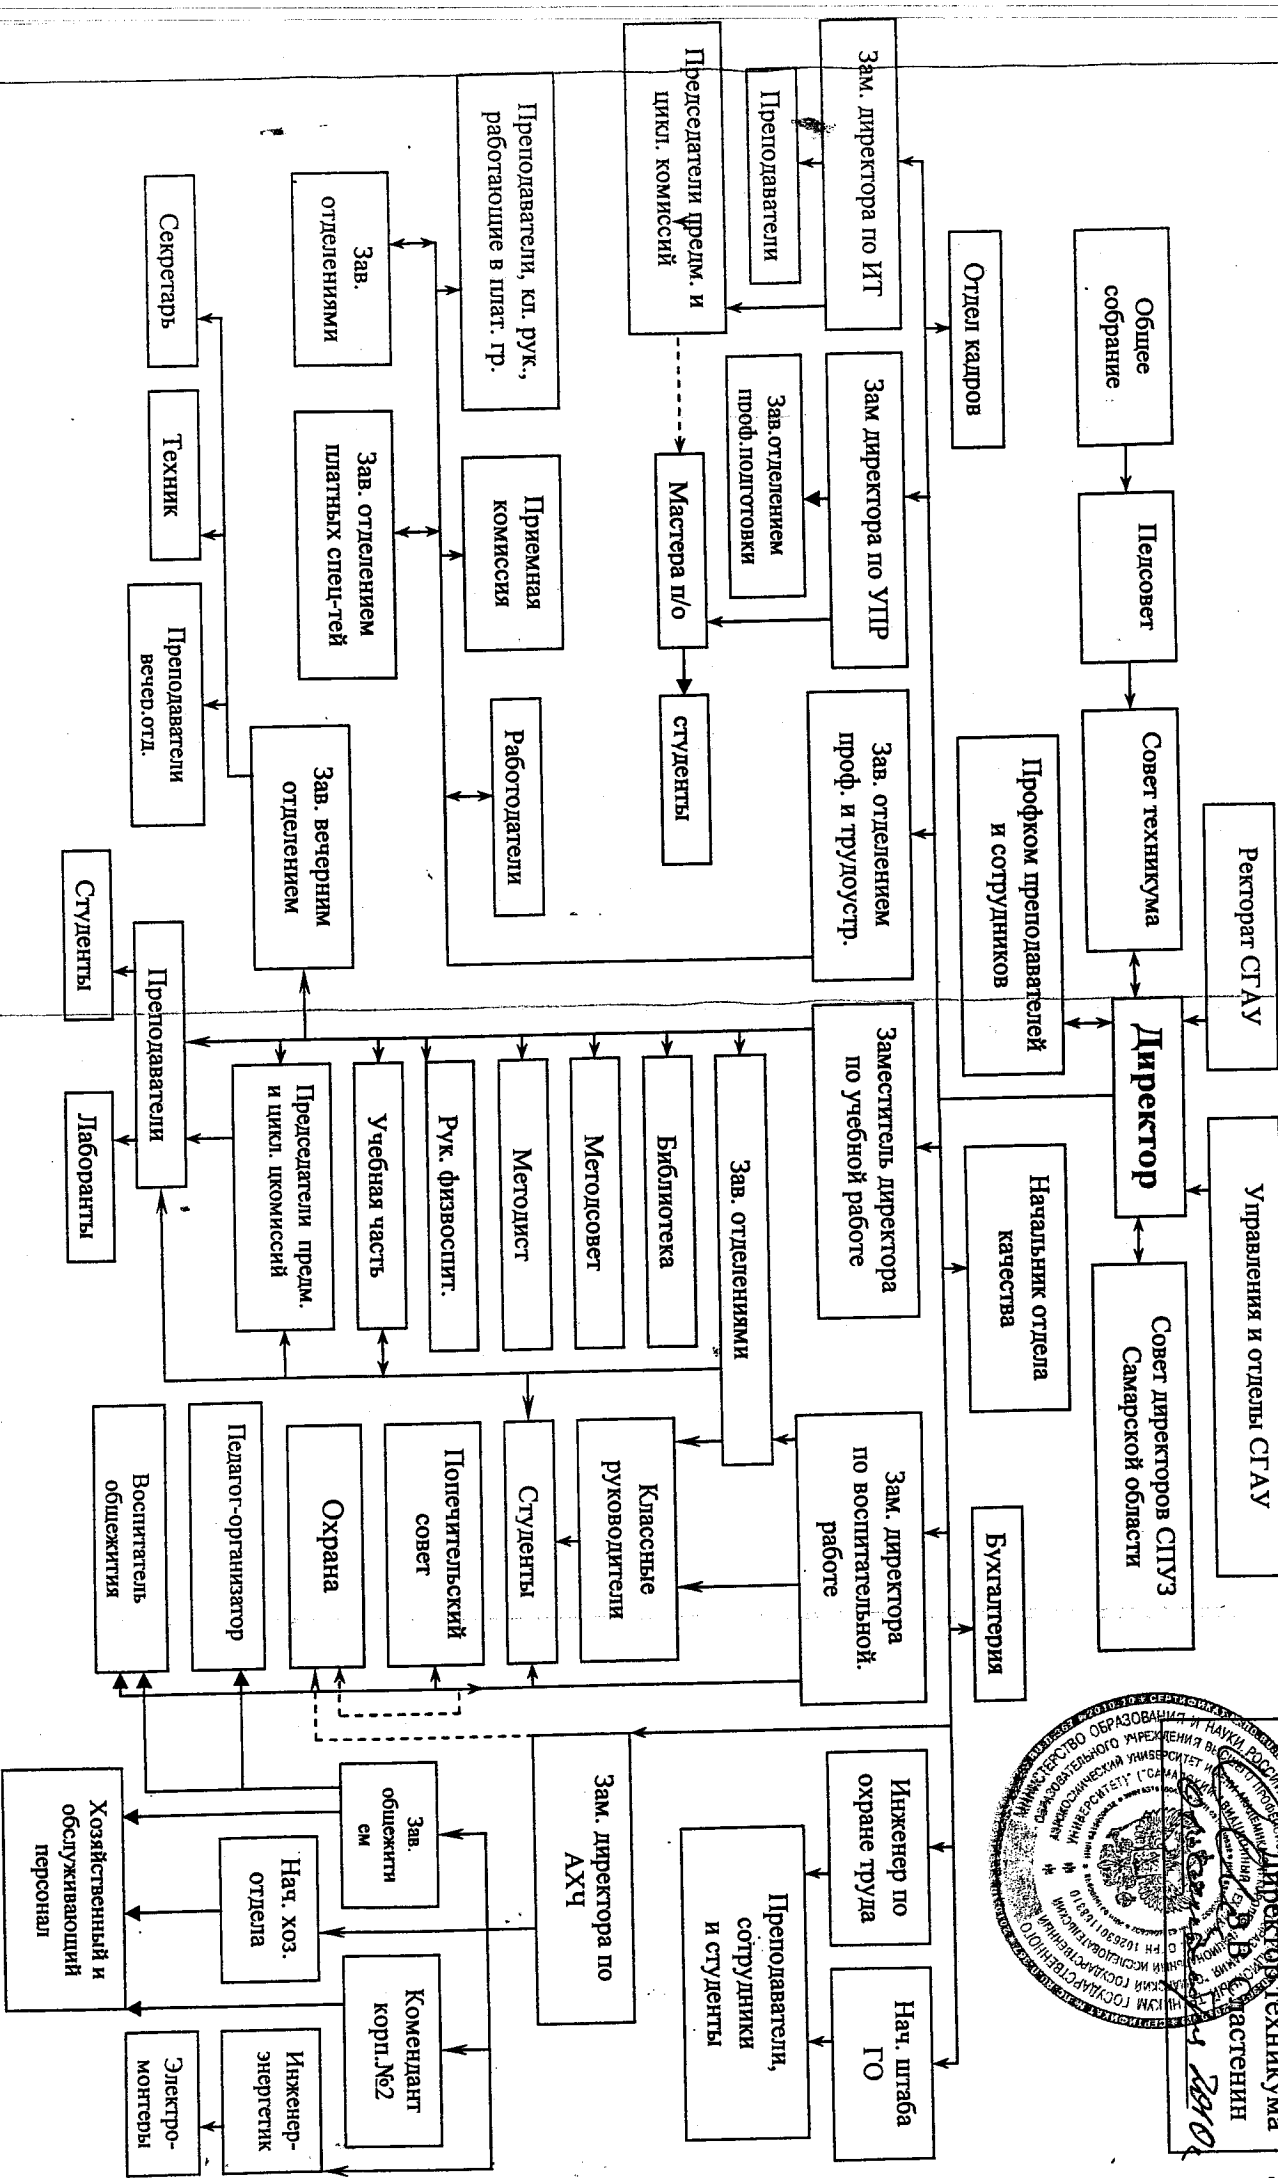 Директор техникума
В.В. Сластенин
2010г
Ректорат СГАУ
Управления и отделы СГАУ
Общее
собрание
Педсовет
Совет техникума
Директор
Совет директоров СПУЗ
Самарской области
Отдел кадров
Профком преподавателей
и сотрудников
Начальник отдела
качества
Бухгалтерия
Зам. директора по ИТ
Зам директора по УПР
Зав. отделением
проф. и трудоустр.
Заместитель директора
по учебной работе
Зам. директора
по воспитательной.
работе
Инженер по
охране труда
Нач. штаба
ГО
Преподаватели
Зав.отделением
проф.подготовки
Зав. отделениями
Преподаватели,
сотрудники
и студенты
Председатели предм. и
цикл. комиссий
Мастера п/о
студенты
Библиотека
Классные
руководители
Методсовет
Зам. директора по
АХЧ
Преподаватели, кл. рук.,
работающие в плат. гр.
Приемная
комиссия
Работодатели
Методист
Студенты
Рук. физвоспит.
Попечительский
совет
Зав.
отделениями
Зав. отделением
платных спец-тей
Учебная часть
Зав.
общежити
ем
Комендант
корп.№2
Зав. вечерним
отделением
Председатели предм.
и цикл. цкомиссий
Охрана
Нач. хоз.
отдела
Инженер-
энергетик
Секретарь
Техник
Преподаватели
вечер.отд.
Преподаватели
Педагог-организатор
Электро-
монтеры
Студенты
Лаборанты
Воспитатель
общежития
Хозяйственный и
обслуживающий
персонал